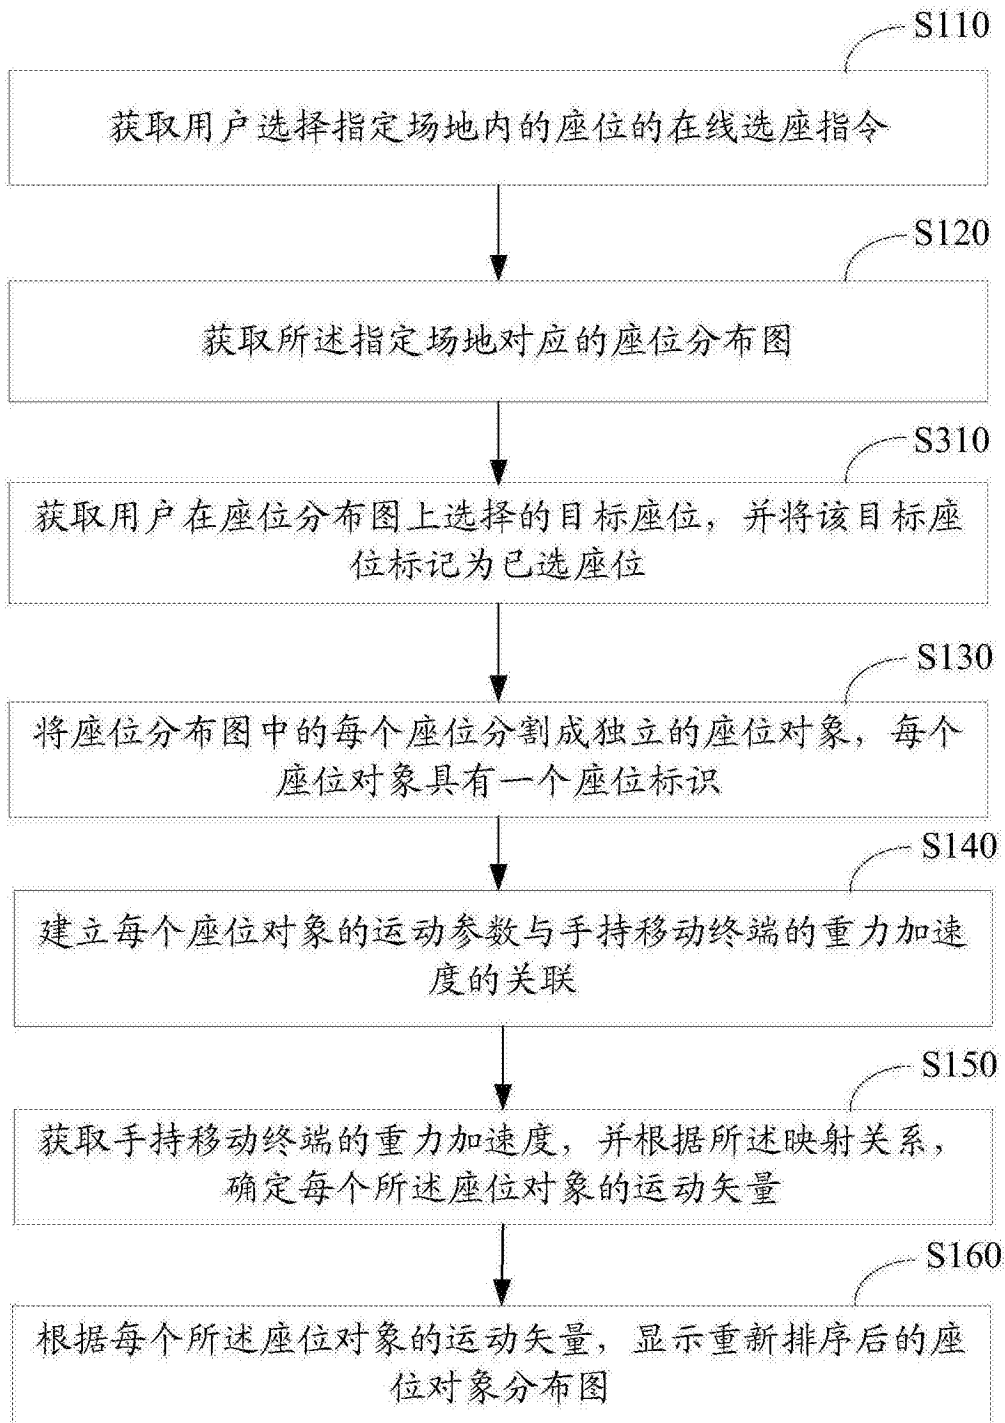 S110
获取用户选择指定场地内的座位的在线选座指令
S120
获取所述指定场地对应的座位分布图
S310
获取用户在座位分布图上选择的目标座位，并将该目标座
位标记为已选座位
S130
将座位分布图中的每个座位分割成独立的座位对象，每个
座位对象具有一个座位标识
S140
建立每个座位对象的运动参数与手持移动终端的重力加速
度的关联
S150
获取手持移动终端的重力加速度，并根据所述映射关系，
确定每个所述座位对象的运动矢量
S160
根据每个所述座位对象的运动矢量，显示重新排序后的座
位对象分布图